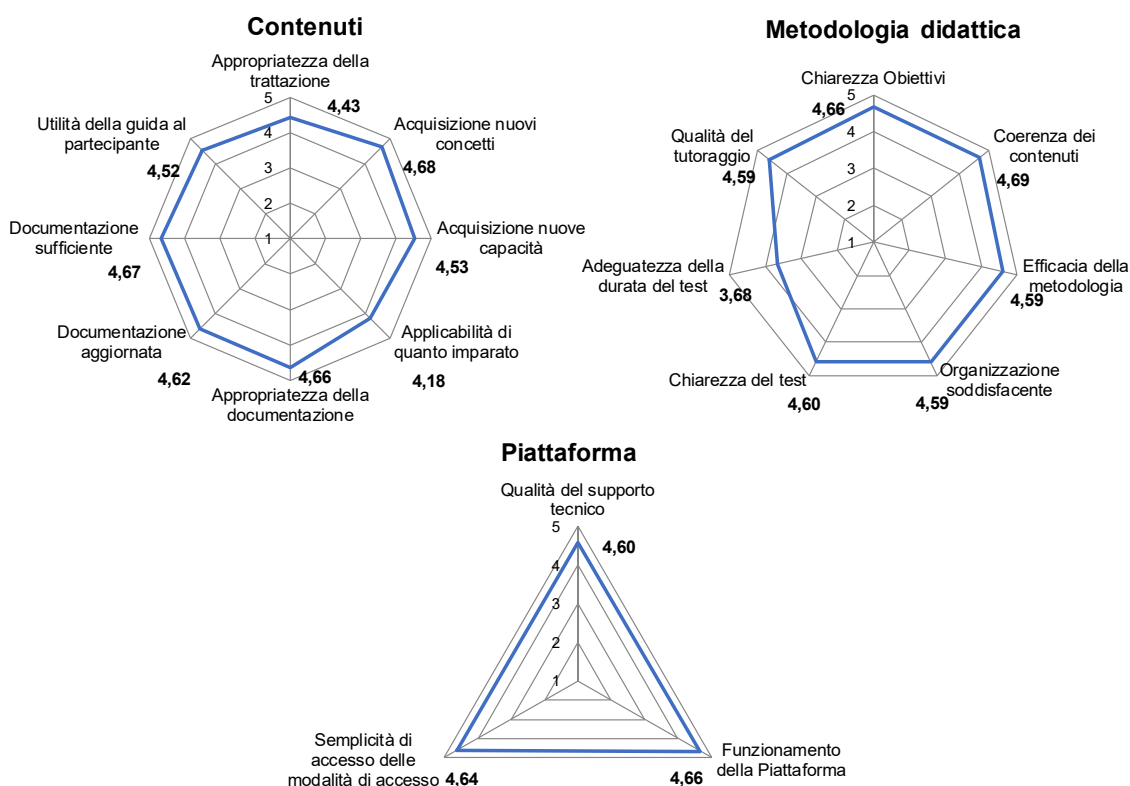 Contenuti
Appropriatezza della
trattazione
5
4,43
4
3
2
1
Acquisizione nuovi
concetti
4,68
Acquisizione nuove
capacità
4,53
Applicabilità di
quanto imparato
4,18
4,66
Appropriatezza della
documentazione
Documentazione
aggiornata
4,62
Documentazione
sufficiente
4,67
Utilità della guida al
partecipante
4,52
Metodologia didattica
Chiarezza Obiettivi
5
4,66
4
3
2
1
Coerenza dei
contenuti
4,69
Efficacia della
metodologia
4,59
Organizzazione
soddisfacente
4,59
Chiarezza del test
4,60
Adeguatezza della
durata del test
3,68
Qualità del
tutoraggio
4,59
Piattaforma
Qualità del supporto
tecnico
5
4,60
4
3
2
1
Funzionamento
della Piattaforma
4,66
Semplicità di
accesso delle
modalità di accesso
4,64